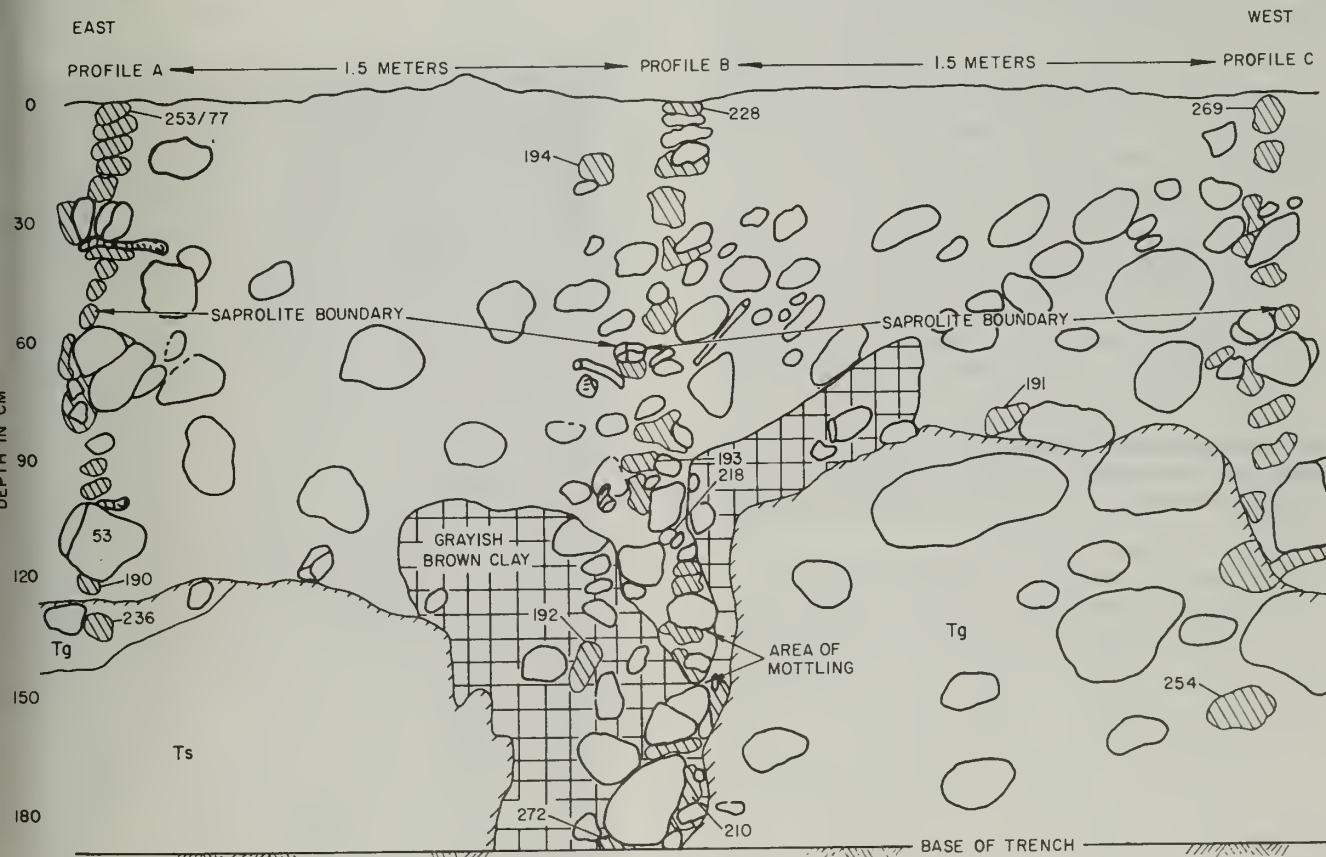 EAST
WEST
PROFILE A
1.5 METERS
PROFILE B
1.5 METERS
PROFILE C
0
253/77
228
269
194
30
SAPROLITE BOUNDARY
SAPROLITE BOUNDARY
60
191
DEPTH IN CM
90
193
218
53
GRAYISH
BROWN CLAY
120
190
236
192
Tg
Tg
AREA OF
MOTTLING
150
254
Ts
180
272
210
BASE OF TRENCH